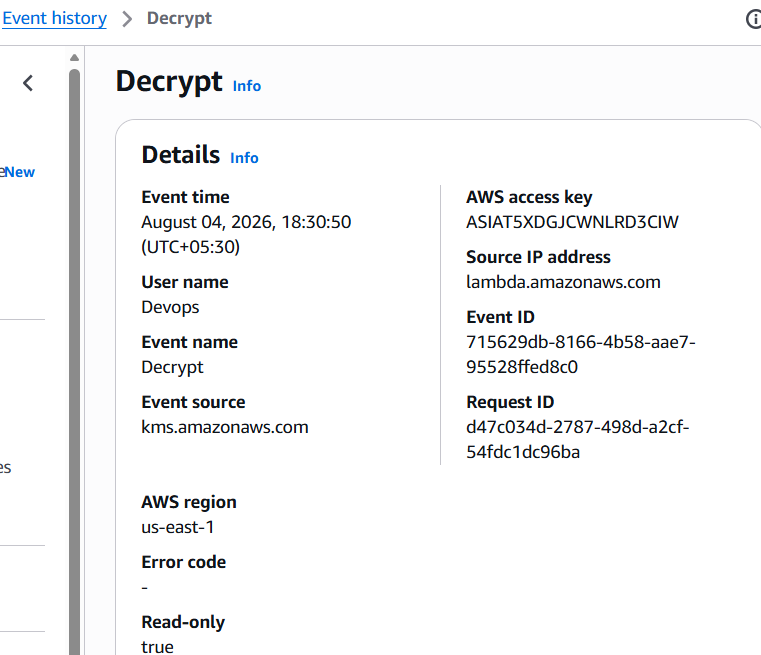 Event history > Decrypt
New
Decrypt Info
Details Info
Event time
August 04, 2026, 18:30:50
(UTC+05:30)
User name
Devops
Event name
Decrypt
Event source
kms.amazonaws.com
AWS access key
ASIAT5XDGJCWNLRD3CIW
Source IP address
lambda.amazonaws.com
Event ID
715629db-8166-4b58-aae7-
95528ffed8c0
Request ID
d47c034d-2787-498d-a2cf-
54fdc1dc96ba
es
AWS region
us-east-1
Error code
-
Read-only
true